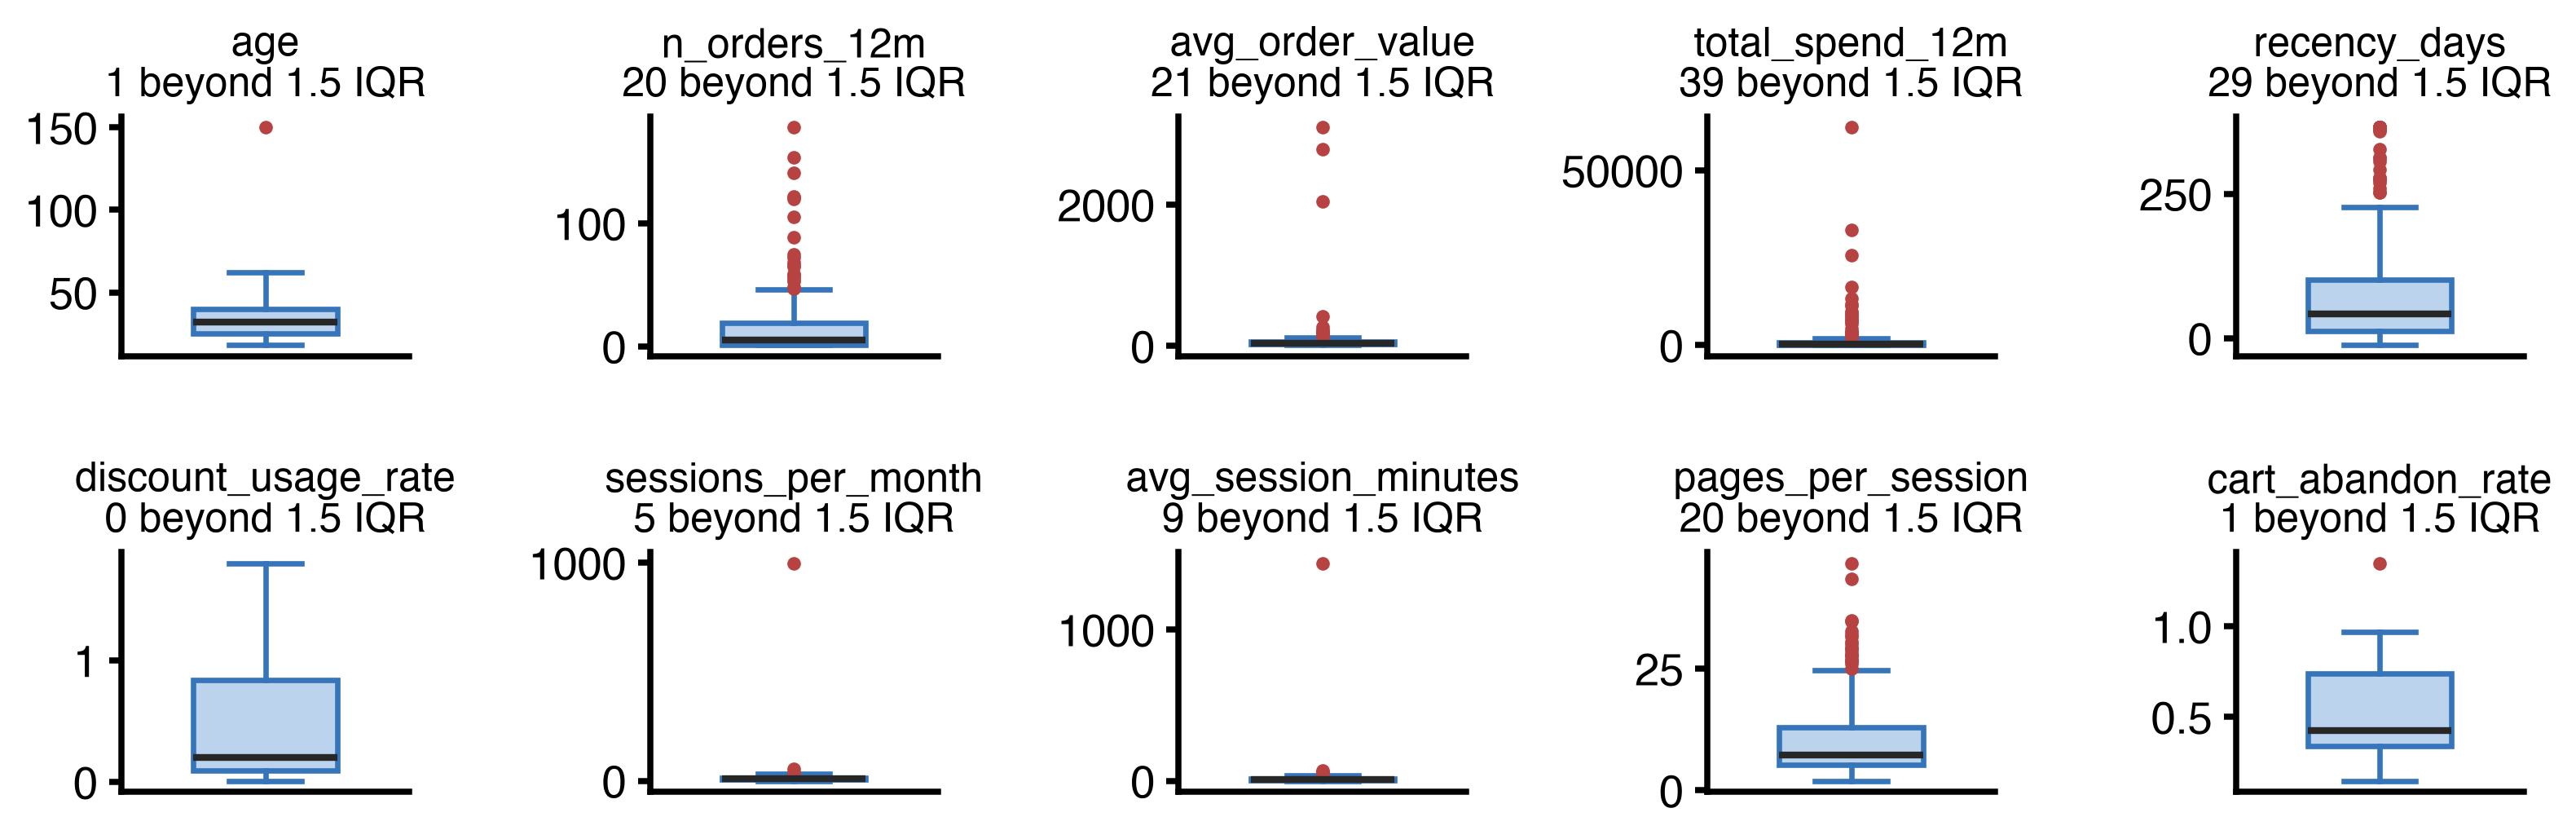 age
1 beyond 1.5 IQR
150
100
50
n_orders_12m
20 beyond 1.5 IQR
100
0
avg_order_value
21 beyond 1.5 IQR
2000
0
total_spend_12m
39 beyond 1.5 IQR
50000
0
recency_days
29 beyond 1.5 IQR
250
0
discount_usage_rate
0 beyond 1.5 IQR
1
0
sessions_per_month
5 beyond 1.5 IQR
1000
0
avg_session_minutes
9 beyond 1.5 IQR
1000
0
pages_per_session
20 beyond 1.5 IQR
25
0
cart_abandon_rate
1 beyond 1.5 IQR
1.0
0.5